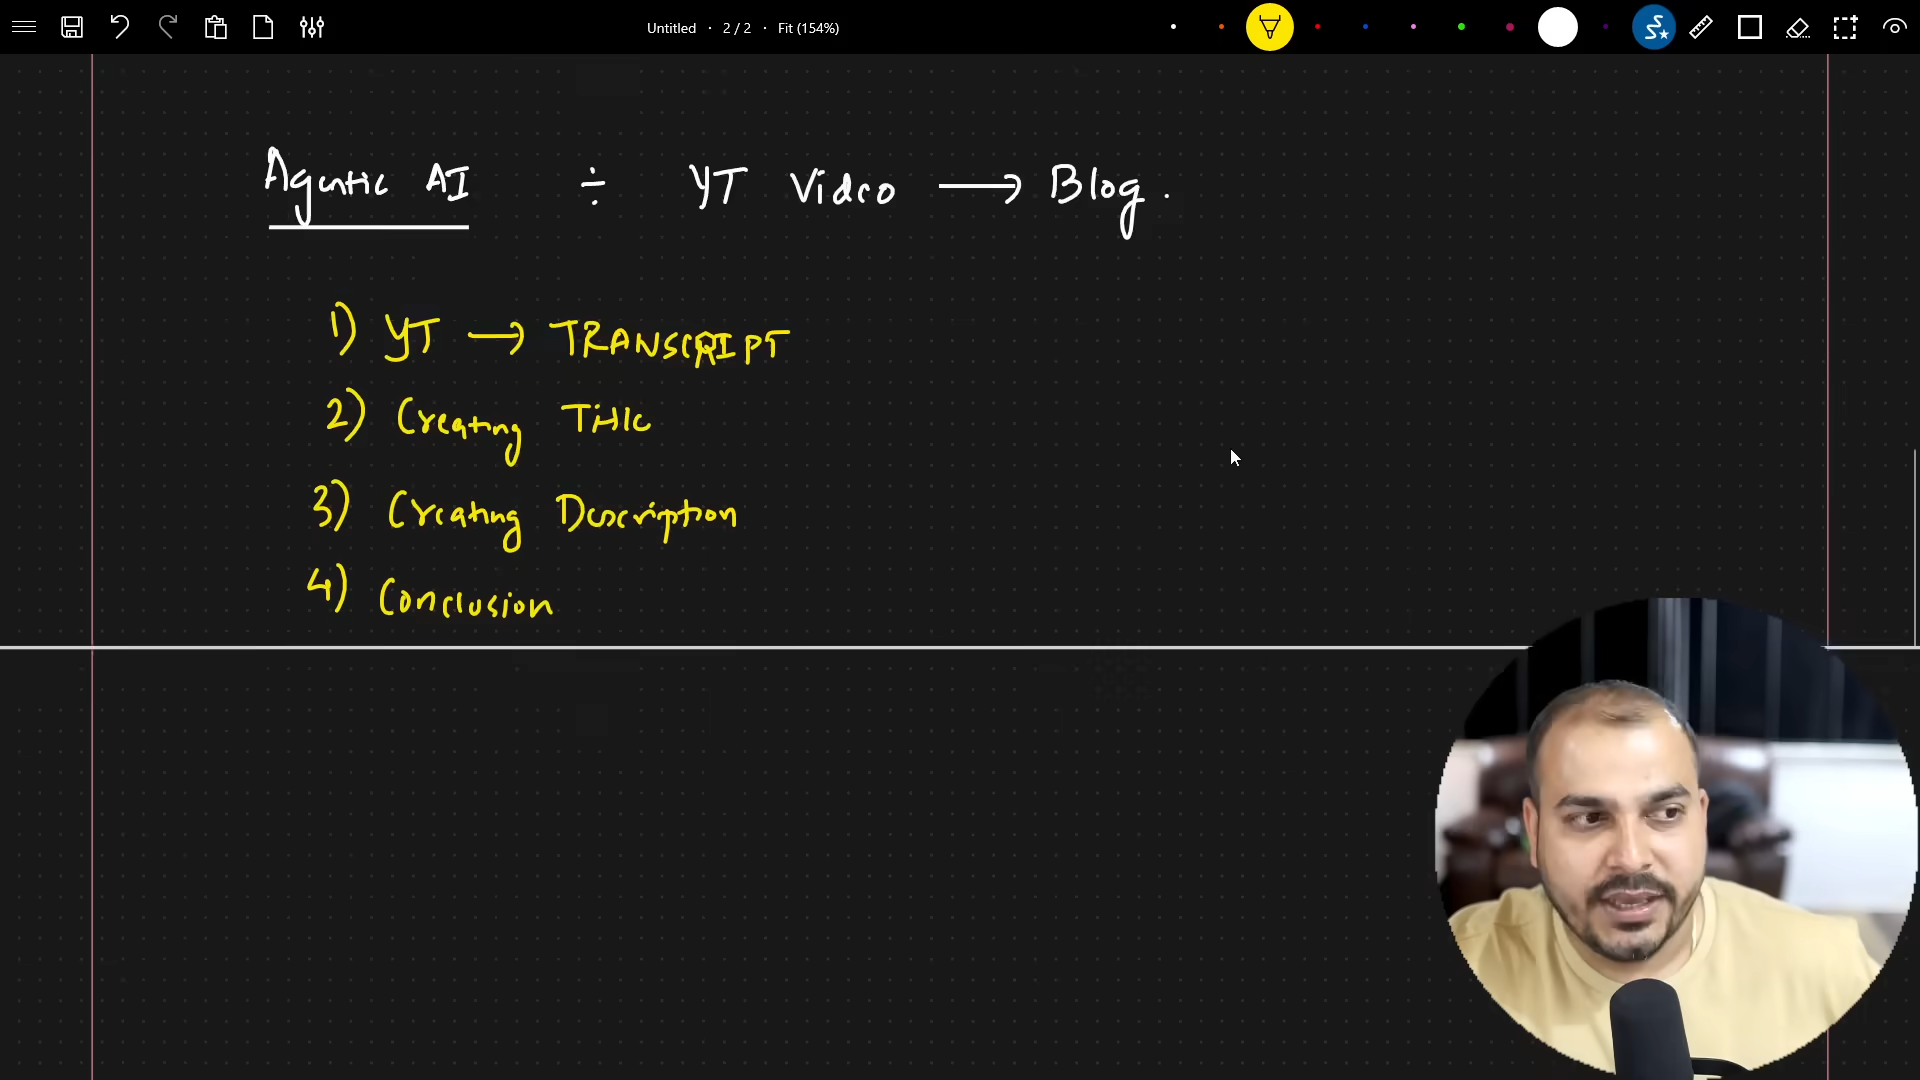 Untitled · 2 / 2 · Fit (154%)
Agentic AI ÷ YT Video → Blog.
1) YT → TRANSCRIPT
2) Creating Title
3) Creating Description
4) Conclusion